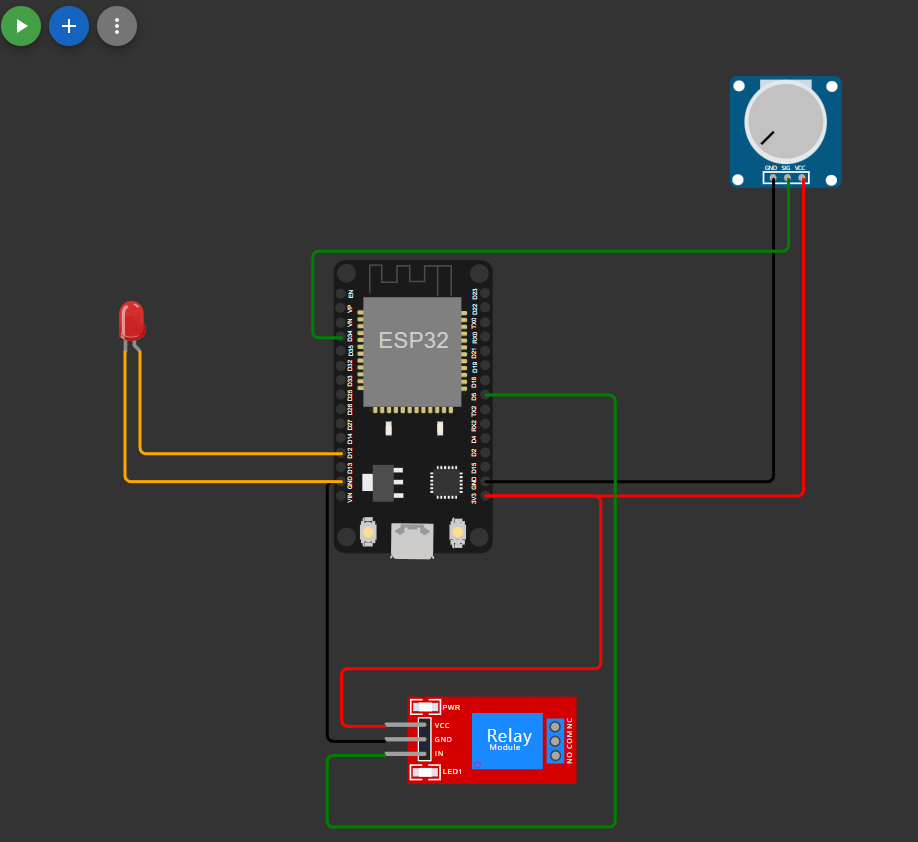 GND SIG VCC
ESP32
EN
VP
VN
D34
D35
D32
D33
D25
D26
D27
D14
D12
D13
GND
VIN
D23
D22
TX0
RX0
D21
D19
D18
D5
TX2
RX2
D4
D2
D15
GND
3V3
PWR
VCC
GND
IN
LED1
Relay
Module
NO COM NC